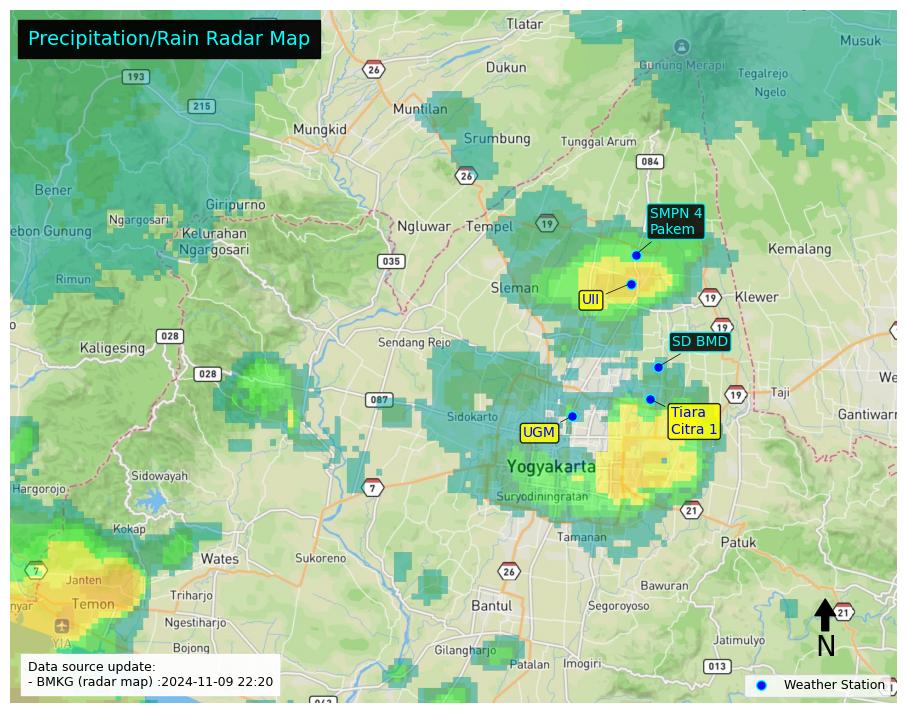 Precipitation/Rain Radar Map
Tlatar
Musuk
26
Dukun
Gunung Merapi
193
Tegalrejo
Ngelo
215
Muntilan
Mungkid
Srumbung
Tunggal Arum
084
26
Bener
Giripurno
SMPN 4
Pakem
Ngargosari
19
ebon Gunung
Kelurahan
Ngargosari
Ngluwar
Tempel
Kemalang
035
Rimun
Sleman
UII
19
Klewer
19
028
Kaligesing
Sendang Rejo
SD BMD
028
087
19
Taji
We
Sidokarto
Tiara
Citra 1
Gantiwarn
UGM
Yogyakarta
Sidowayah
Hargorojo
7
Suryodiningratan
21
Kokap
Tamanan
Patuk
Wates
Sukoreno
7
26
Janten
Bawuran
nyar
Temon
Triharjo
Bantul
Segoroyoso
21
Ngestiharjo
YIA
Jatimulyo
N
Bojong
Gilangharjo
Patalan
Imogiri
013
Data source update:
- BMKG (radar map) :2024-11-09 22:20
Weather Station